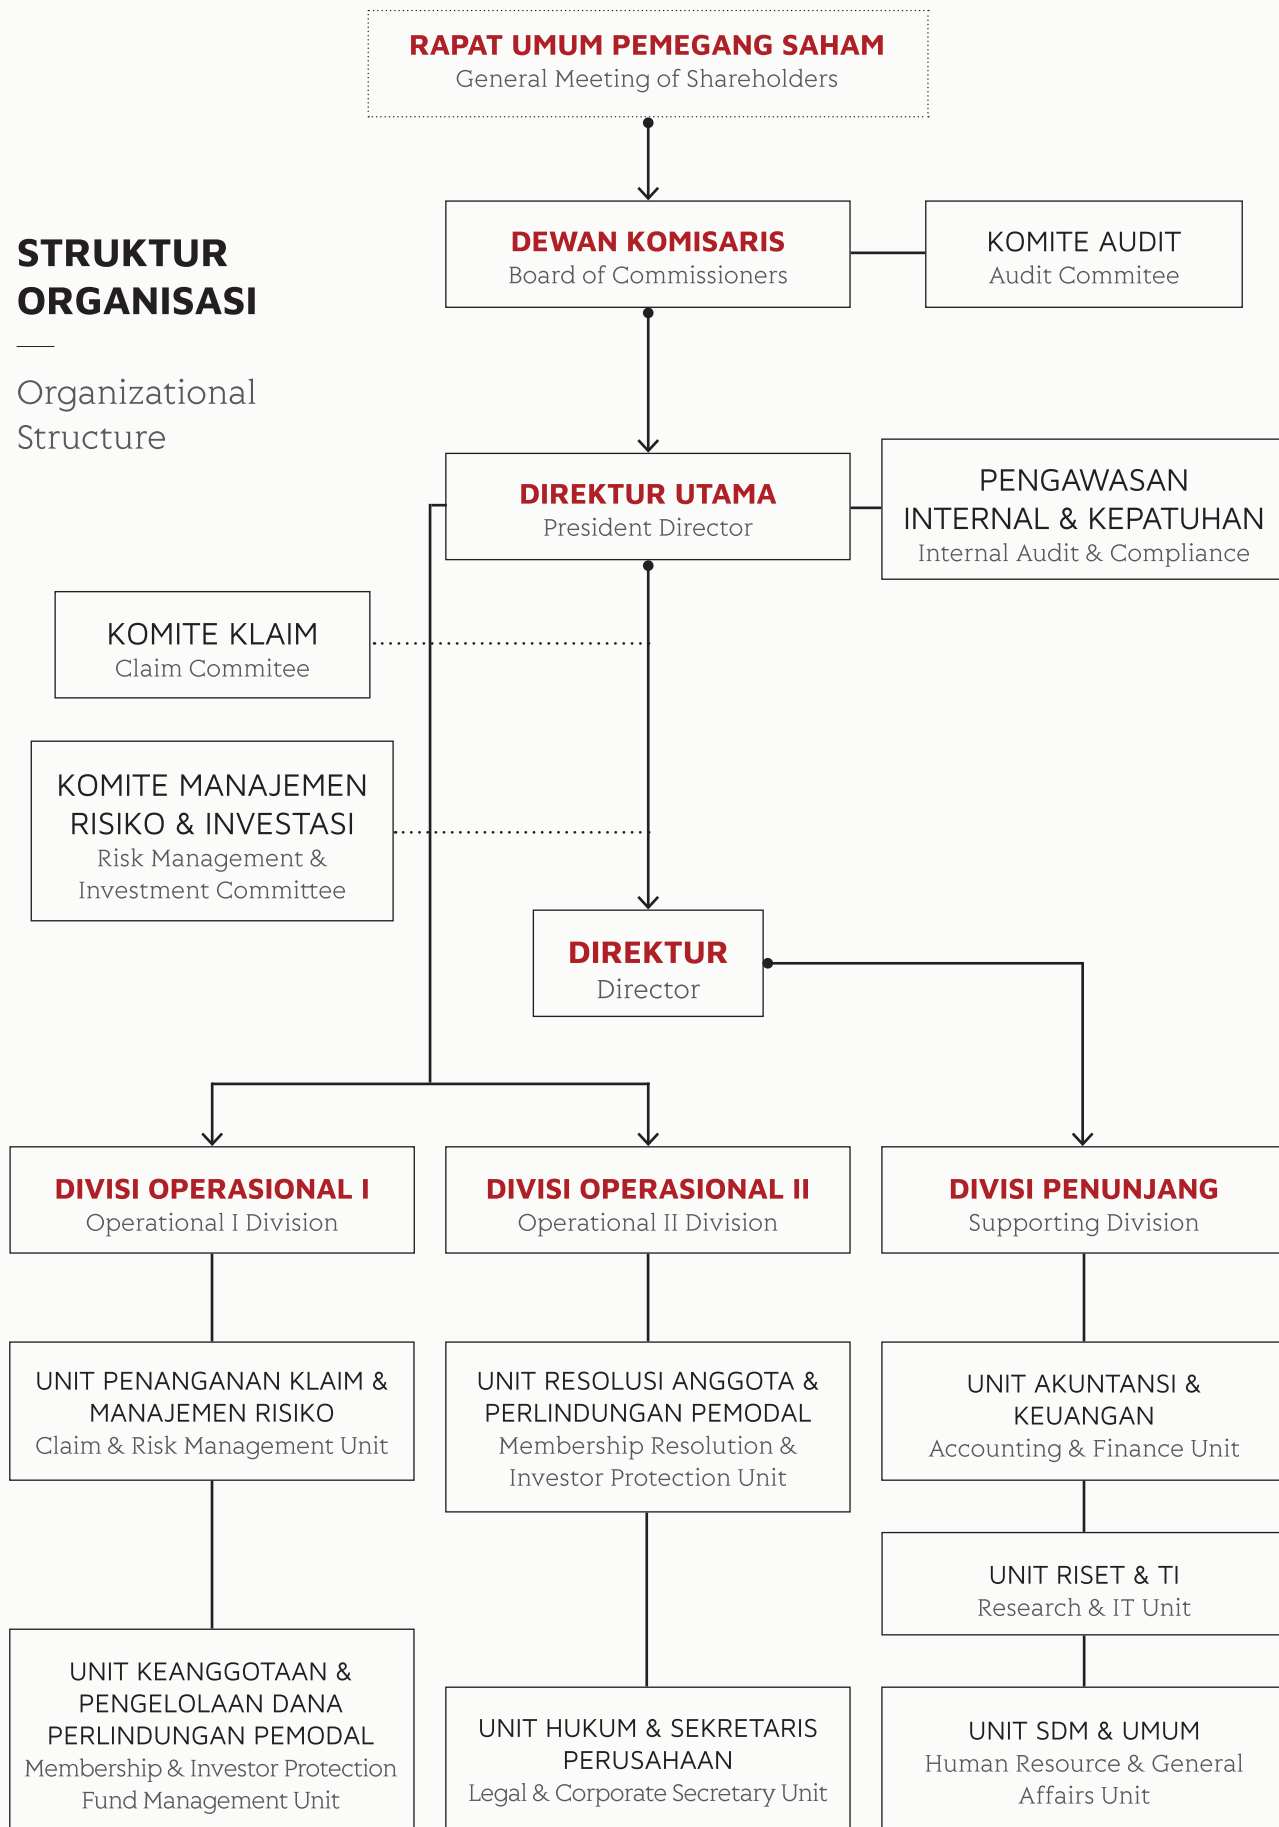 RAPAT UMUM PEMEGANG SAHAM
General Meeting of Shareholders
STRUKTUR
ORGANISASI
Organizational
Structure
DEWAN KOMISARIS
Board of Commissioners
KOMITE AUDIT
Audit Commitee
DIREKTUR UTAMA
President Director
PENGAWASAN
INTERNAL & KEPATUHAN
Internal Audit & Compliance
KOMITE KLAIM
Claim Commitee
KOMITE MANAJEMEN
RISIKO & INVESTASI
Risk Management &
Investment Committee
DIREKTUR
Director
DIVISI OPERASIONAL I
Operational I Division
DIVISI OPERASIONAL II
Operational II Division
DIVISI PENUNJANG
Supporting Division
UNIT PENANGANAN KLAIM &
MANAJEMEN RISIKO
Claim & Risk Management Unit
UNIT RESOLUSI ANGGOTA &
PERLINDUNGAN PEMODAL
Membership Resolution &
Investor Protection Unit
UNIT AKUNTANSI &
KEUANGAN
Accounting & Finance Unit
UNIT RISET & TI
Research & IT Unit
UNIT KEANGGOTAAN &
PENGELOLAAN DANA
PERLINDUNGAN PEMODAL
Membership & Investor Protection
Fund Management Unit
UNIT HUKUM & SEKRETARIS
PERUSAHAAN
Legal & Corporate Secretary Unit
UNIT SDM & UMUM
Human Resource & General
Affairs Unit